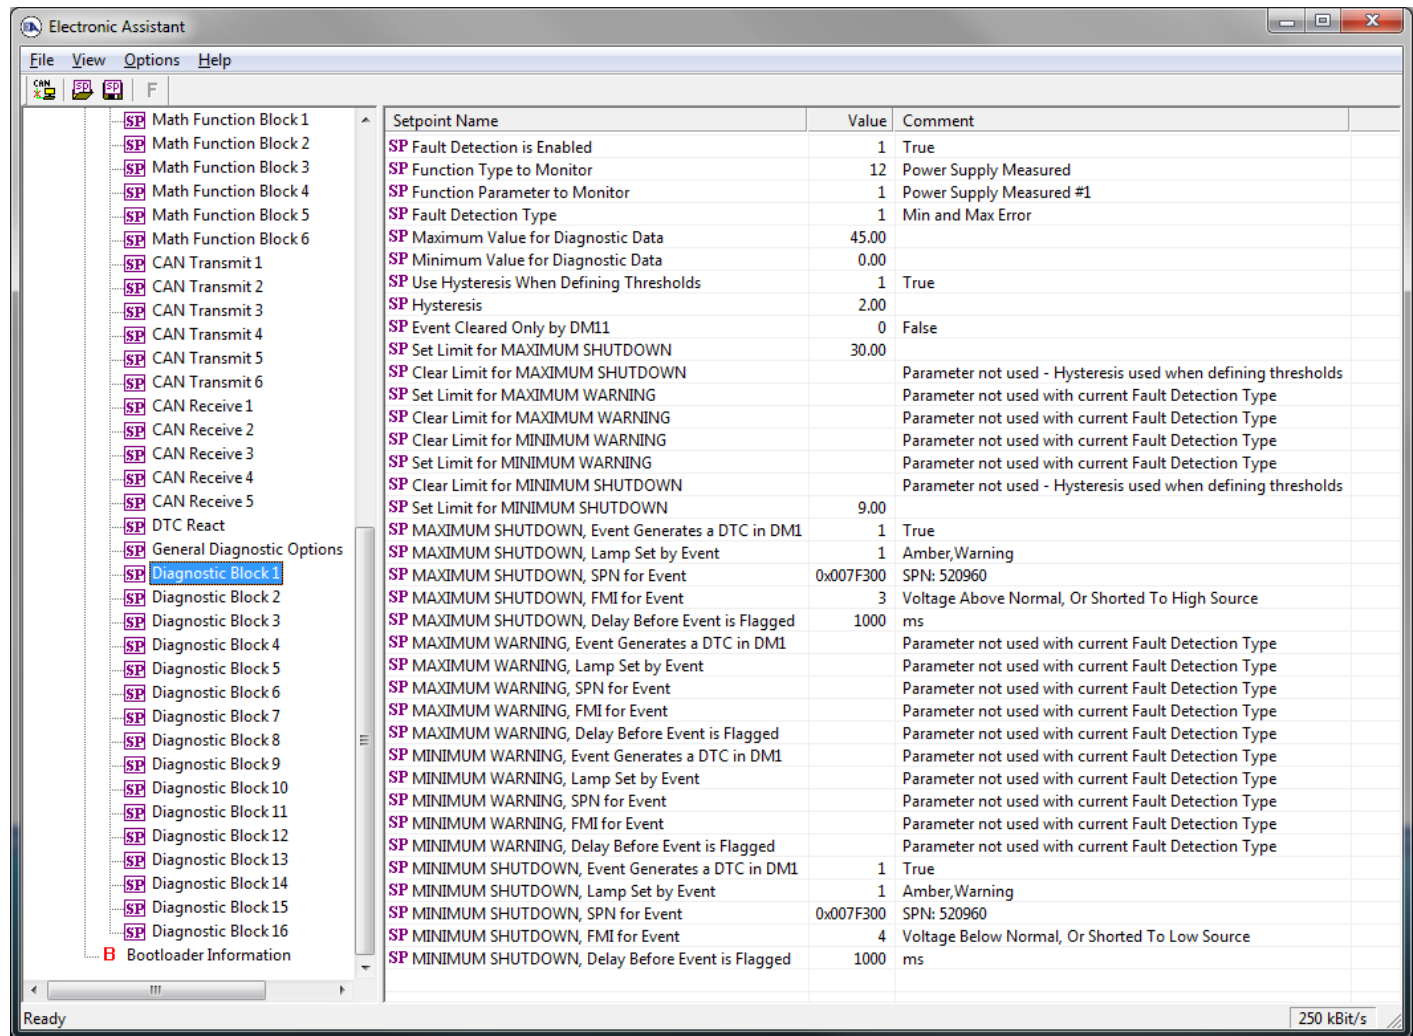 Electronic Assistant
File View Options Help
CAN SP SP F
Math Function Block 1
Math Function Block 2
Math Function Block 3
Math Function Block 4
Math Function Block 5
Math Function Block 6
CAN Transmit 1
CAN Transmit 2
CAN Transmit 3
CAN Transmit 4
CAN Transmit 5
CAN Transmit 6
CAN Receive 1
CAN Receive 2
CAN Receive 3
CAN Receive 4
CAN Receive 5
DTC React
General Diagnostic Options
Diagnostic Block 1
Diagnostic Block 2
Diagnostic Block 3
Diagnostic Block 4
Diagnostic Block 5
Diagnostic Block 6
Diagnostic Block 7
Diagnostic Block 8
Diagnostic Block 9
Diagnostic Block 10
Diagnostic Block 11
Diagnostic Block 12
Diagnostic Block 13
Diagnostic Block 14
Diagnostic Block 15
Diagnostic Block 16
B Bootloader Information
Setpoint Name Value Comment
SP Fault Detection is Enabled 1 True
SP Function Type to Monitor 12 Power Supply Measured
SP Function Parameter to Monitor 1 Power Supply Measured #1
SP Fault Detection Type 1 Min and Max Error
SP Maximum Value for Diagnostic Data 45.00
SP Minimum Value for Diagnostic Data 0.00
SP Use Hysteresis When Defining Thresholds 1 True
SP Hysteresis 2.00
SP Event Cleared Only by DM11 0 False
SP Set Limit for MAXIMUM SHUTDOWN 30.00
SP Clear Limit for MAXIMUM SHUTDOWN Parameter not used - Hysteresis used when defining thresholds
SP Set Limit for MAXIMUM WARNING Parameter not used with current Fault Detection Type
SP Clear Limit for MAXIMUM WARNING Parameter not used with current Fault Detection Type
SP Clear Limit for MINIMUM WARNING Parameter not used with current Fault Detection Type
SP Set Limit for MINIMUM WARNING Parameter not used with current Fault Detection Type
SP Clear Limit for MINIMUM SHUTDOWN Parameter not used - Hysteresis used when defining thresholds
SP Set Limit for MINIMUM SHUTDOWN 9.00
SP MAXIMUM SHUTDOWN, Event Generates a DTC in DM1 1 True
SP MAXIMUM SHUTDOWN, Lamp Set by Event 1 Amber,Warning
SP MAXIMUM SHUTDOWN, SPN for Event 0x007F300 SPN: 520960
SP MAXIMUM SHUTDOWN, FMI for Event 3 Voltage Above Normal, Or Shorted To High Source
SP MAXIMUM SHUTDOWN, Delay Before Event is Flagged 1000 ms
SP MAXIMUM WARNING, Event Generates a DTC in DM1 Parameter not used with current Fault Detection Type
SP MAXIMUM WARNING, Lamp Set by Event Parameter not used with current Fault Detection Type
SP MAXIMUM WARNING, SPN for Event Parameter not used with current Fault Detection Type
SP MAXIMUM WARNING, FMI for Event Parameter not used with current Fault Detection Type
SP MAXIMUM WARNING, Delay Before Event is Flagged Parameter not used with current Fault Detection Type
SP MINIMUM WARNING, Event Generates a DTC in DM1 Parameter not used with current Fault Detection Type
SP MINIMUM WARNING, Lamp Set by Event Parameter not used with current Fault Detection Type
SP MINIMUM WARNING, SPN for Event Parameter not used with current Fault Detection Type
SP MINIMUM WARNING, FMI for Event Parameter not used with current Fault Detection Type
SP MINIMUM WARNING, Delay Before Event is Flagged Parameter not used with current Fault Detection Type
SP MINIMUM SHUTDOWN, Event Generates a DTC in DM1 1 True
SP MINIMUM SHUTDOWN, Lamp Set by Event 1 Amber,Warning
SP MINIMUM SHUTDOWN, SPN for Event 0x007F300 SPN: 520960
SP MINIMUM SHUTDOWN, FMI for Event 4 Voltage Below Normal, Or Shorted To Low Source
SP MINIMUM SHUTDOWN, Delay Before Event is Flagged 1000 ms
Ready 250 kBit/s